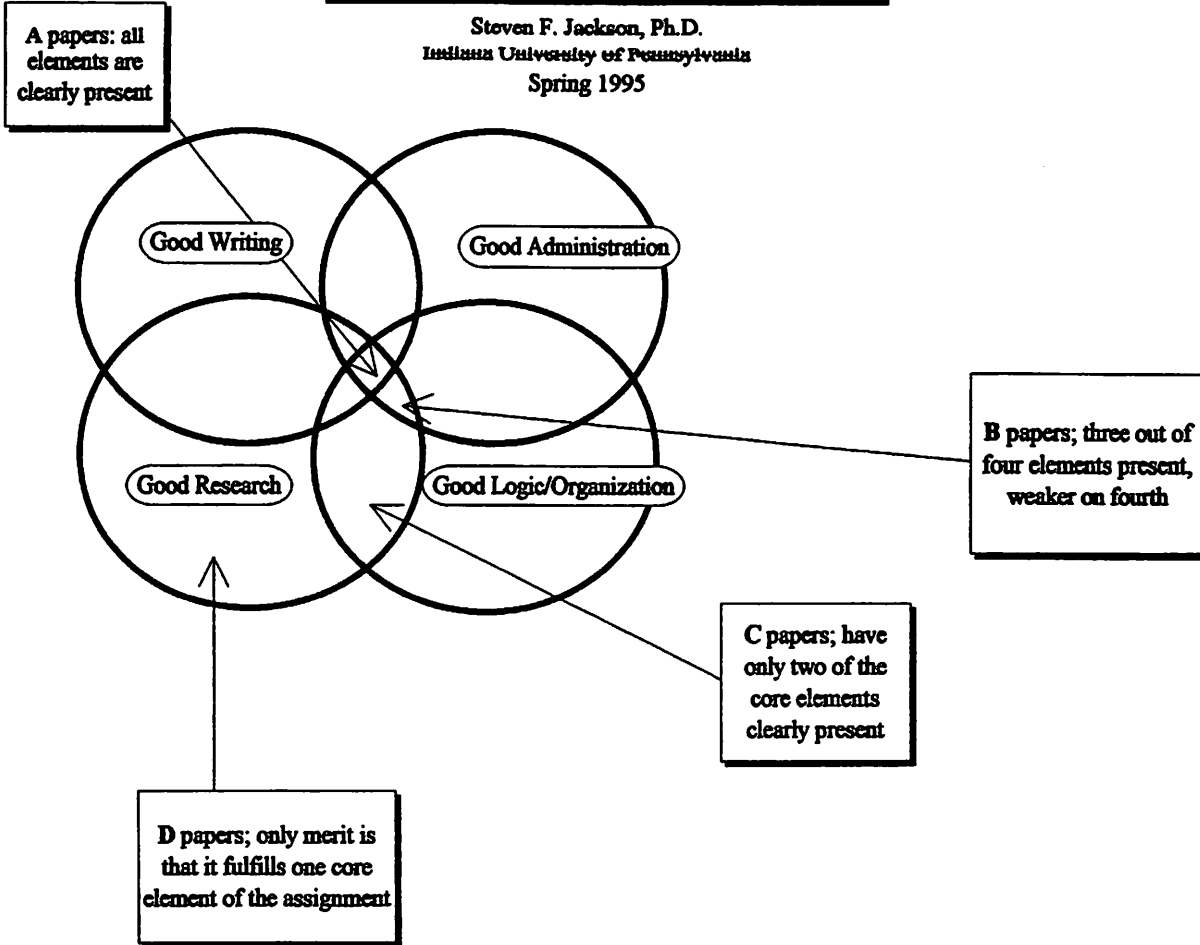 Steven F. Jackson, Ph.D.
Indiana University of Pennsylvania
Spring 1995
A papers: all
elements are
clearly present
Good Writing
Good Administration
B papers; three out of
four elements present,
weaker on fourth
Good Research
Good Logic/Organization
C papers; have
only two of the
core elements
clearly present
D papers; only merit is
that it fulfills one core
element of the assignment